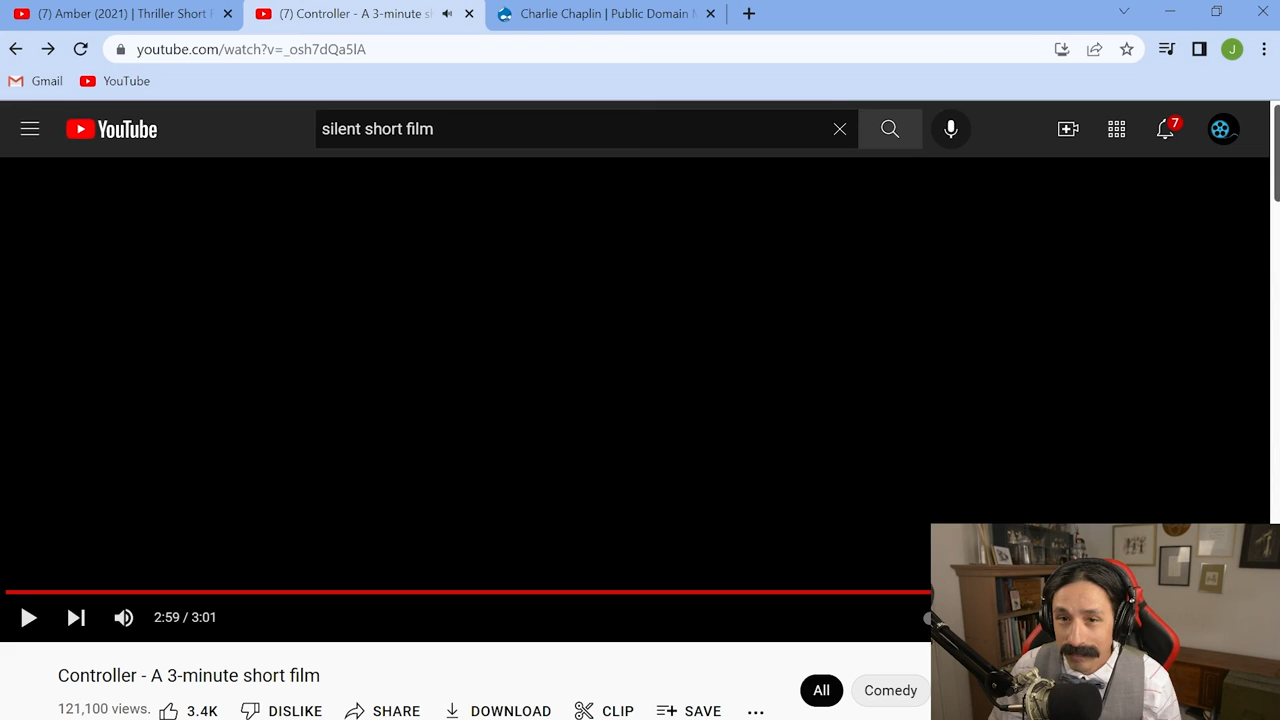 (7) Amber (2021) | Thriller Short F
(7) Controller - A 3-minute s
Charlie Chaplin | Public Domain
youtube.com/watch?v=_osh7dQa5lA
J
Gmail
YouTube
YouTube
silent short film
7
2:59 / 3:01
Controller - A 3-minute short film
All
Comedy
121,100 views.
3.4K
DISLIKE
SHARE
DOWNLOAD
CLIP
SAVE